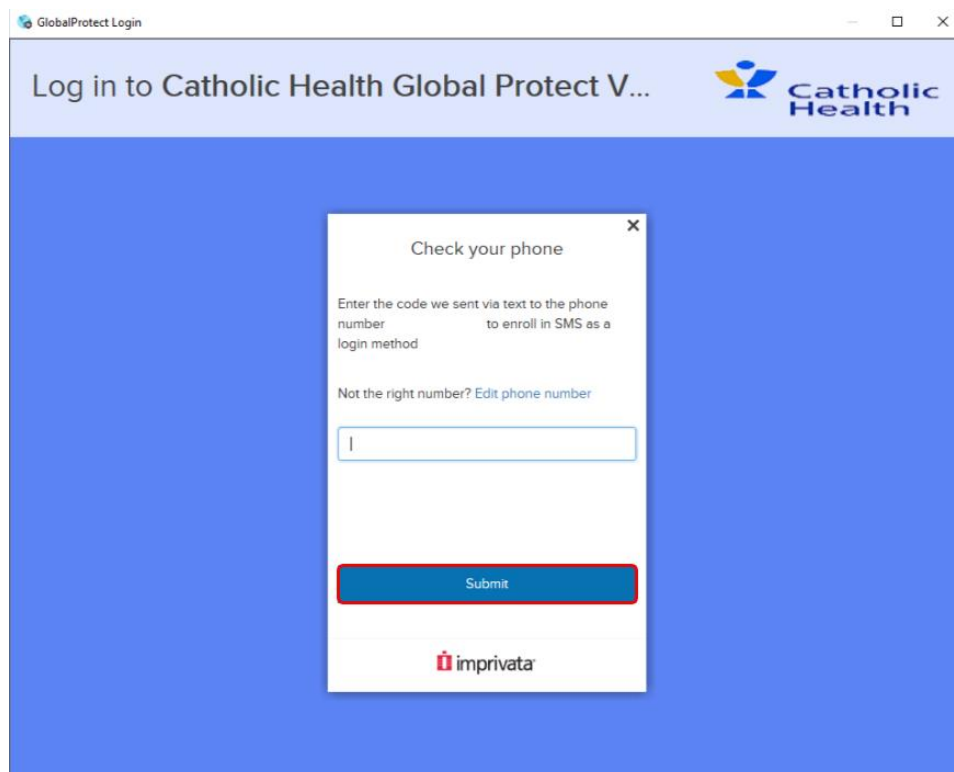 GlobalProtect Login
Log in to Catholic Health Global Protect V...
Catholic
Health
Check your phone
Enter the code we sent via text to the phone
number to enroll in SMS as a
login method
Not the right number? Edit phone number
Submit
imprivata